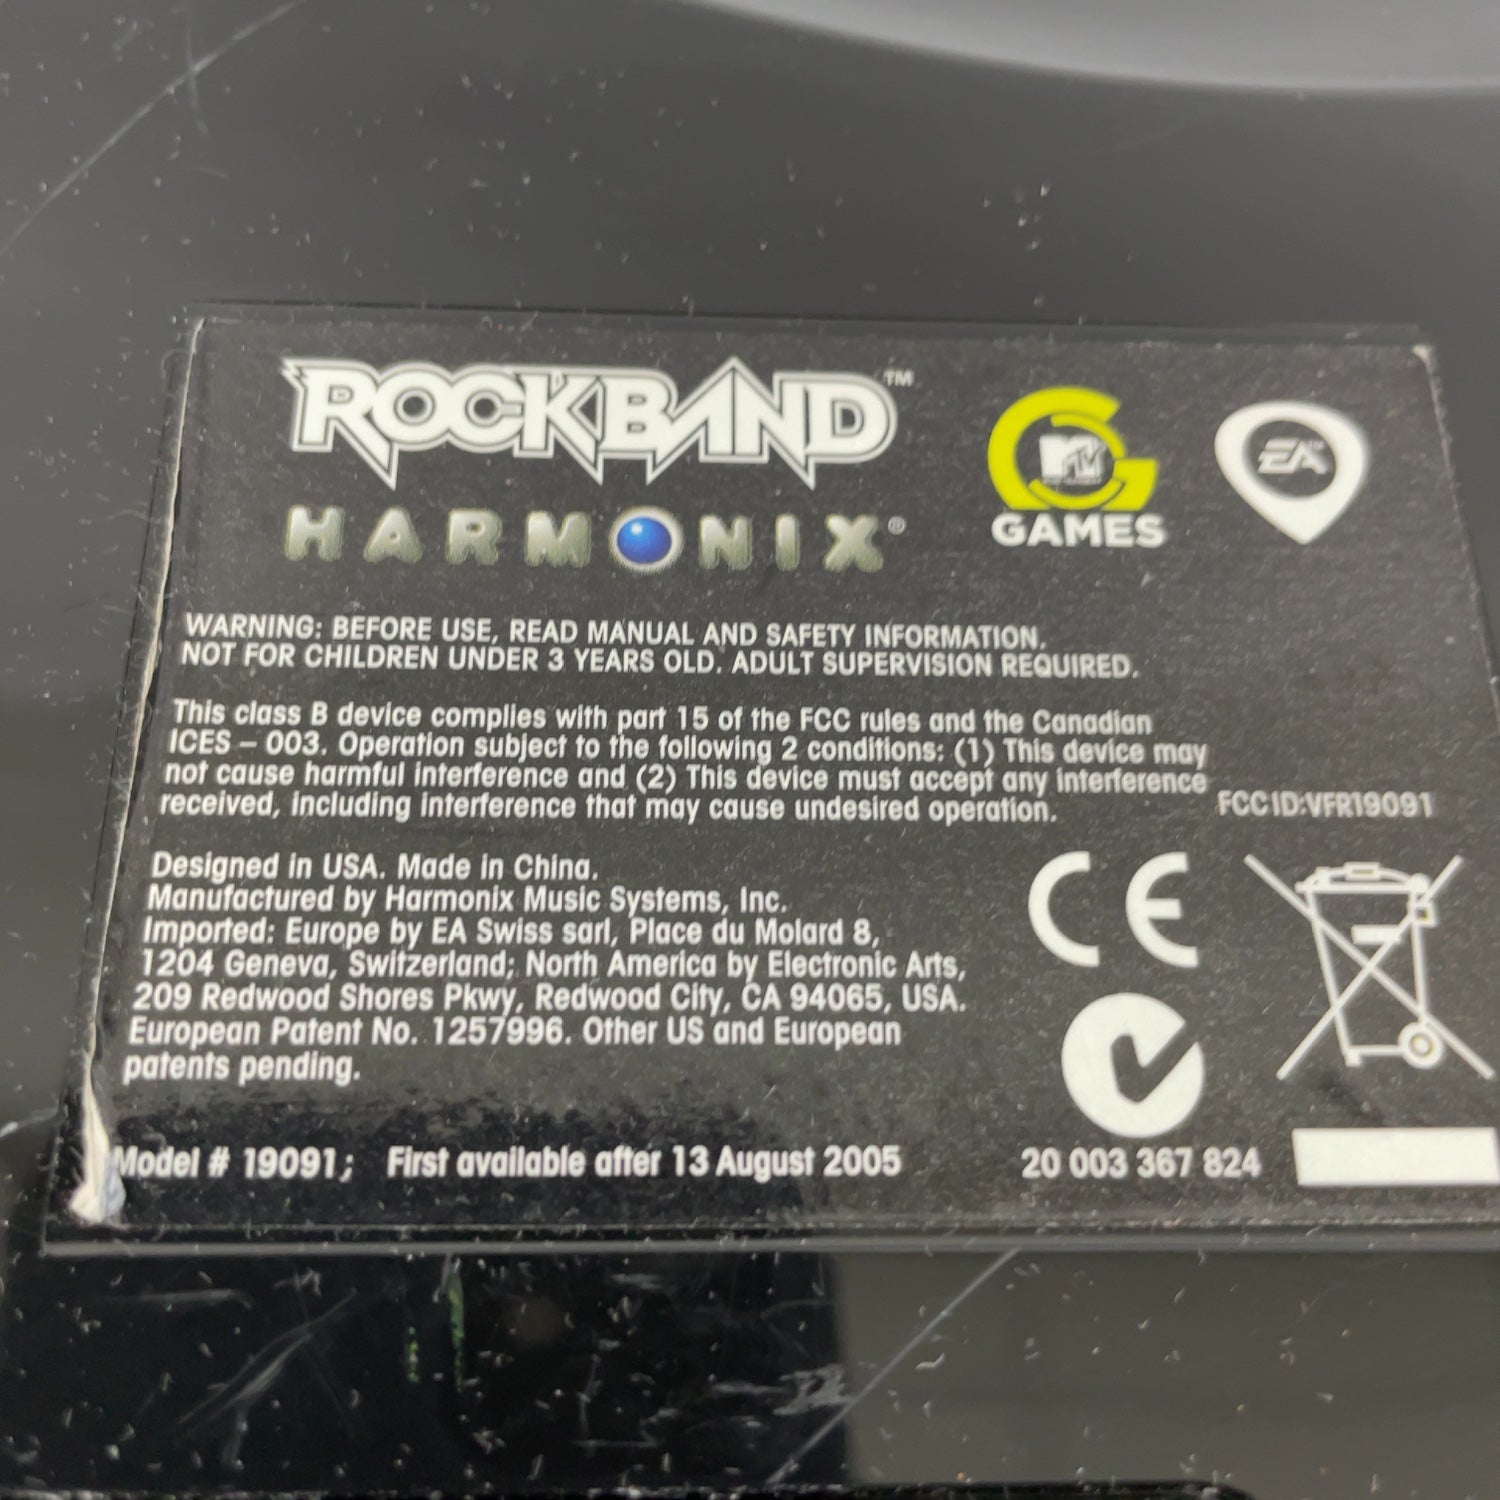 ROCKBAND™
HARMONIX®
MTV
GAMES
EA™
WARNING: BEFORE USE, READ MANUAL AND SAFETY INFORMATION.
NOT FOR CHILDREN UNDER 3 YEARS OLD. ADULT SUPERVISION REQUIRED.
This class B device complies with part 15 of the FCC rules and the Canadian
ICES – 003. Operation subject to the following 2 conditions: (1) This device may
not cause harmful interference and (2) This device must accept any interference
received, including interference that may cause undesired operation.
FCC ID:VFR19091
Designed in USA. Made in China.
Manufactured by Harmonix Music Systems, Inc.
Imported: Europe by EA Swiss sarl, Place du Molard 8,
1204 Geneva, Switzerland; North America by Electronic Arts,
209 Redwood Shores Pkwy, Redwood City, CA 94065, USA.
European Patent No. 1257996. Other US and European
patents pending.
CE
Model # 19091; First available after 13 August 2005
20 003 367 824